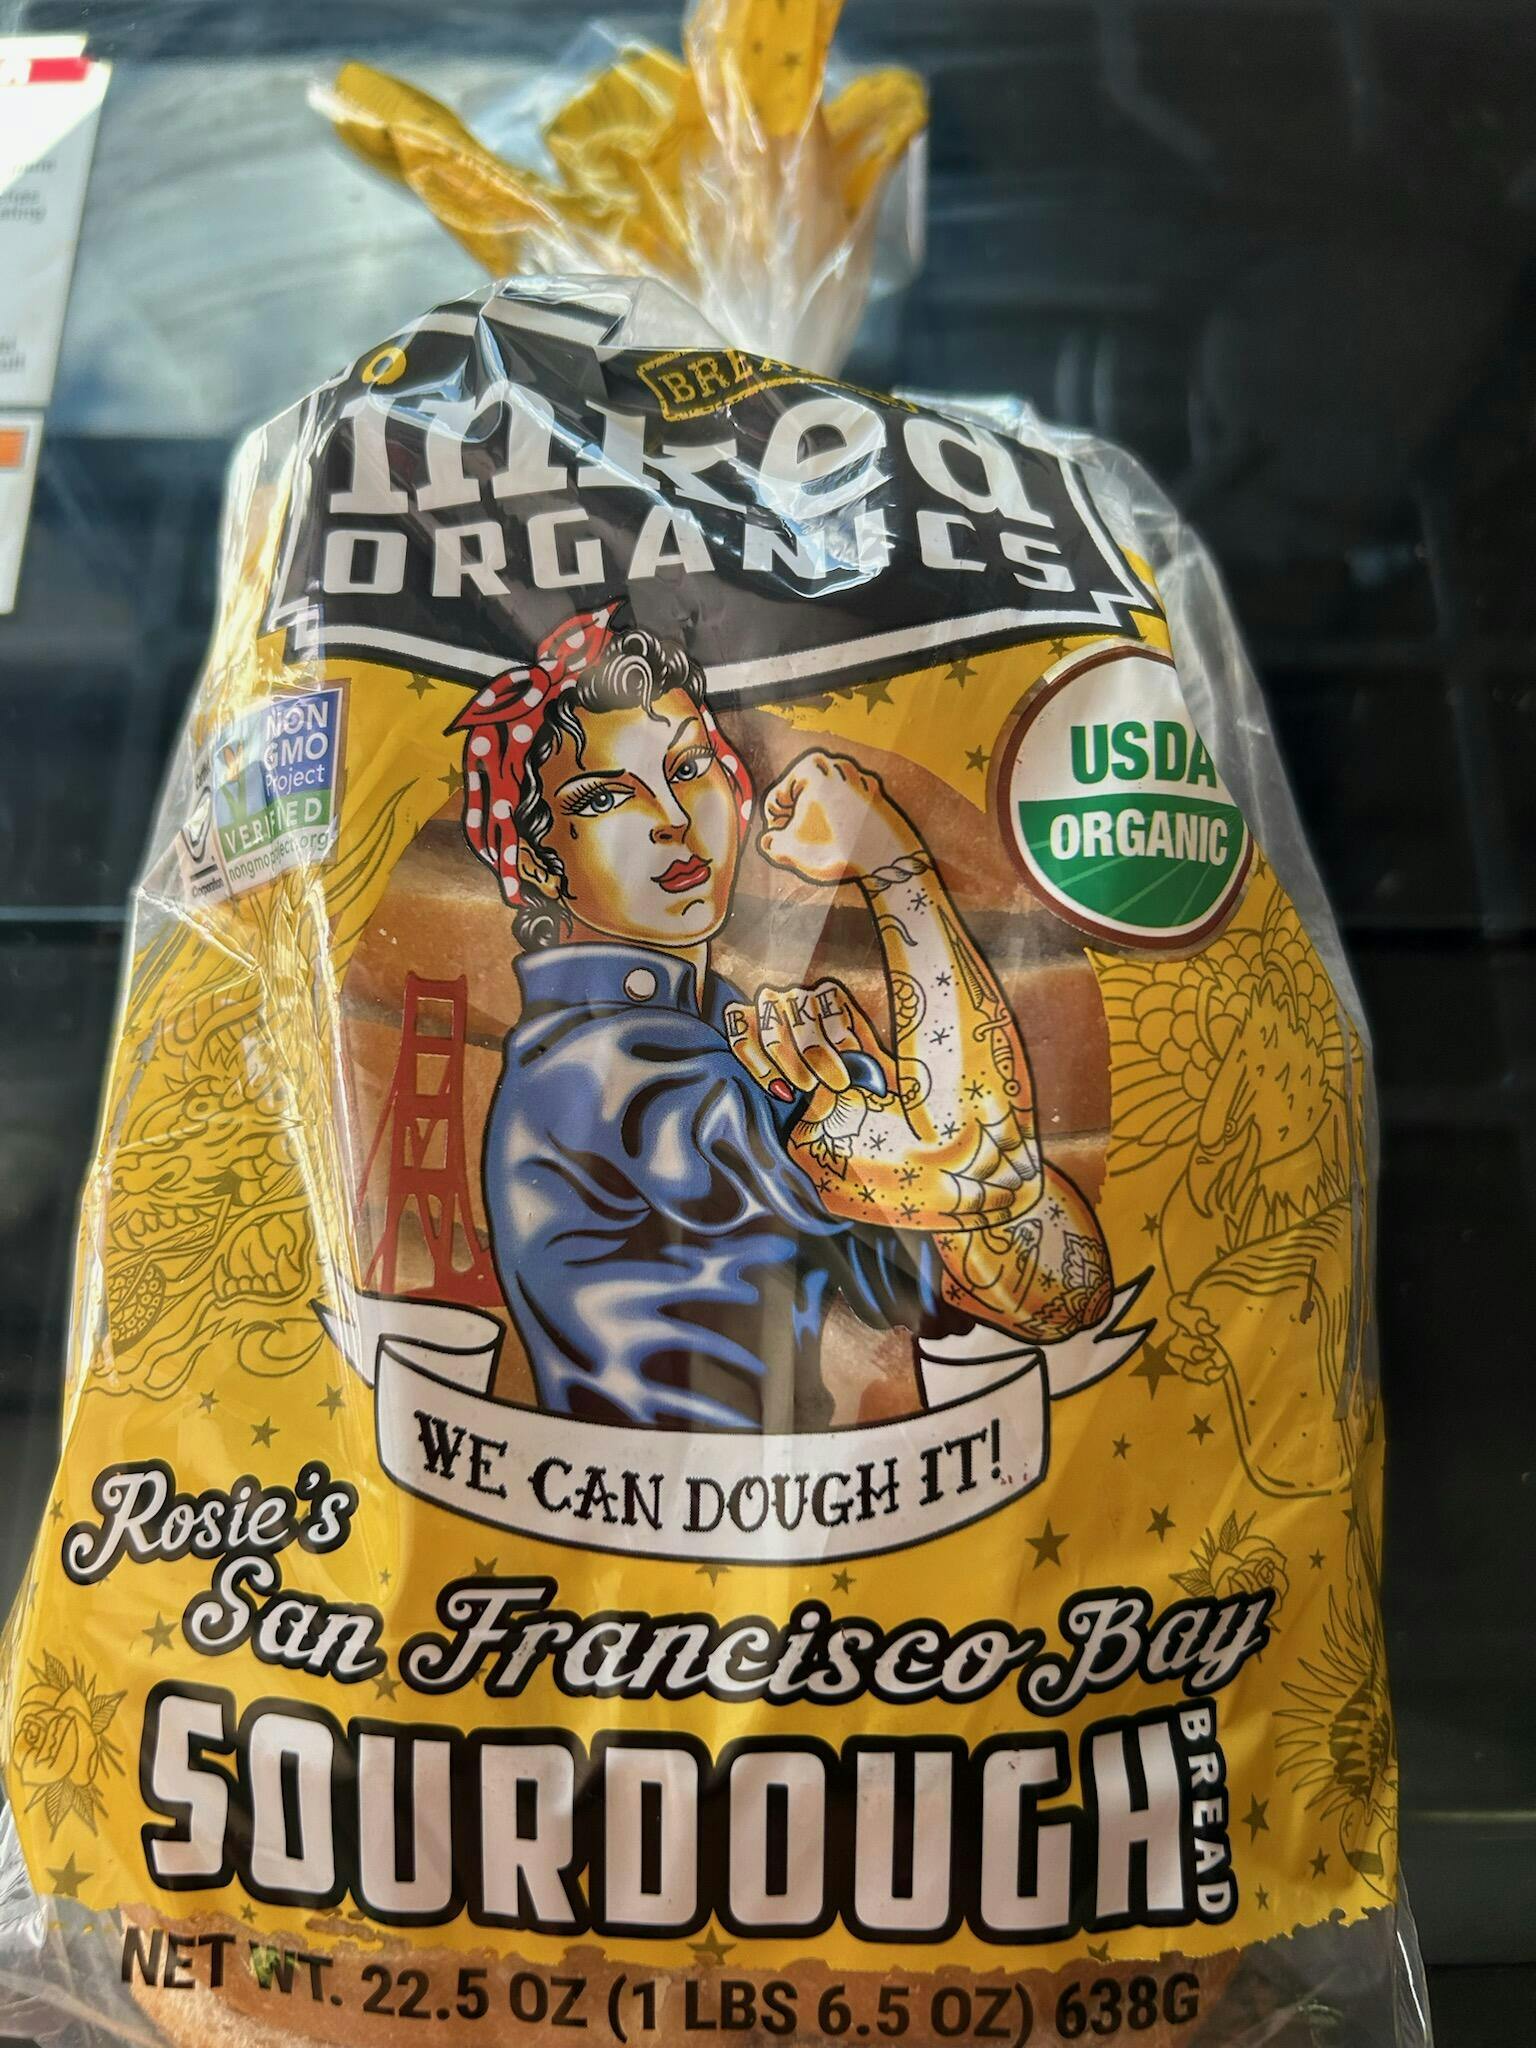 inked
ORGANICS
NON
GMO
Project
VERIFIED
nongmoproject.org
USDA
ORGANIC
BAKE
WE CAN DOUGH IT!
Rosie's
San Francisco Bay
SOURDOUGH
BREAD
NET WT. 22.5 OZ (1 LBS 6.5 OZ) 638G